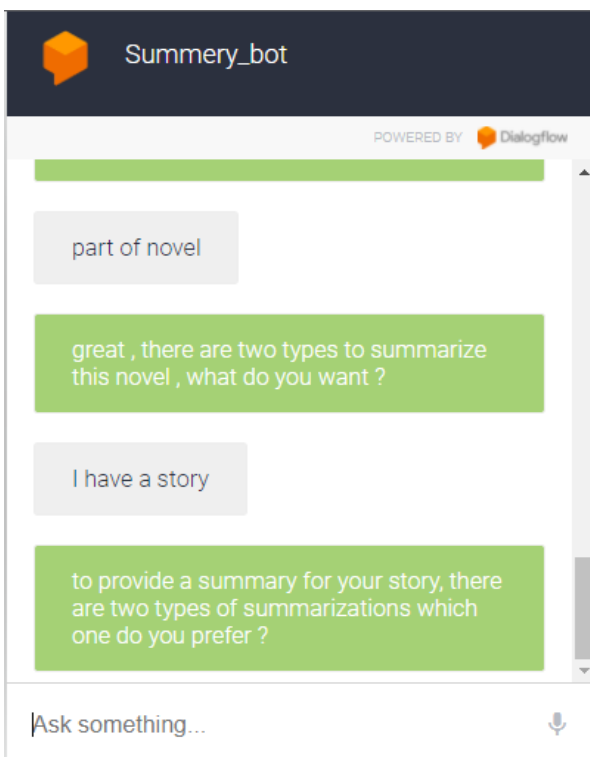 Summery_bot
POWERED BY Dialogflow
part of novel
great , there are two types to summarize
this novel , what do you want ?
I have a story
to provide a summary for your story, there
are two types of summarizations which
one do you prefer ?
Ask something...